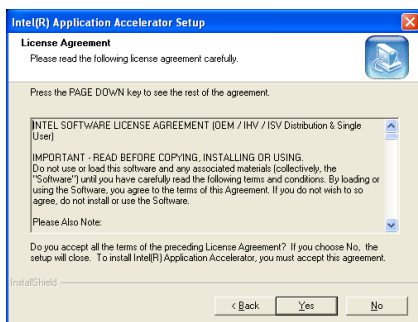 Intel(R) Application Accelerator Setup
License Agreement
Please read the following license agreement carefully.
Press the PAGE DOWN key to see the rest of the agreement.
INTEL SOFTWARE LICENSE AGREEMENT (OEM / IHV / ISV Distribution & Single
User)
IMPORTANT - READ BEFORE COPYING, INSTALLING OR USING.
Do not use or load this software and any associated materials (collectively, the
"Software") until you have carefully read the following terms and conditions. By loading or
using the Software, you agree to the terms of this Agreement. If you do not wish to so
agree, do not install or use the Software.
Please Also Note:
Do you accept all the terms of the preceding License Agreement? If you choose No, the
setup will close. To install Intel(R) Application Accelerator, you must accept this agreement.
InstallShield
< Back
Yes
No